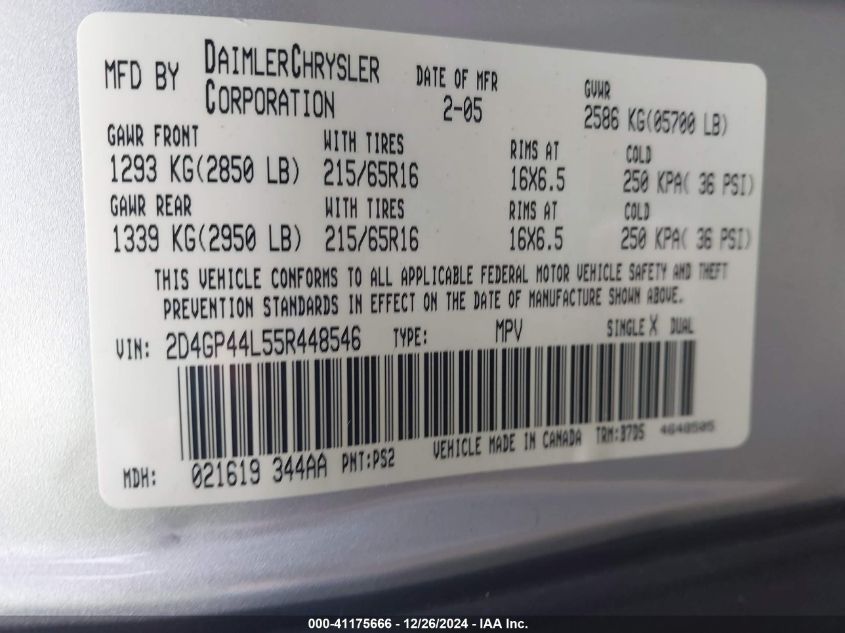 MFD BY DAIMLERCHRYSLER CORPORATION DATE OF MFR 2-05 GVWR 2586 KG(05700 LB)
GAWR FRONT WITH TIRES RIMS AT COLD
1293 KG(2850 LB) 215/65R16 16X6.5 250 KPA( 36 PSI)
GAWR REAR WITH TIRES RIMS AT COLD
1339 KG(2950 LB) 215/65R16 16X6.5 250 KPA( 36 PSI)
THIS VEHICLE CONFORMS TO ALL APPLICABLE FEDERAL MOTOR VEHICLE SAFETY AND THEFT
PREVENTION STANDARDS IN EFFECT ON THE DATE OF MANUFACTURE SHOWN ABOVE.
VIN: 2D4GP44L55R448546 TYPE: MPV SINGLE X DUAL
MDH: 021619 344AA PNT:PS2 VEHICLE MADE IN CANADA TRM:B7D5 4648505
000-41175666 - 12/26/2024 - IAA Inc.